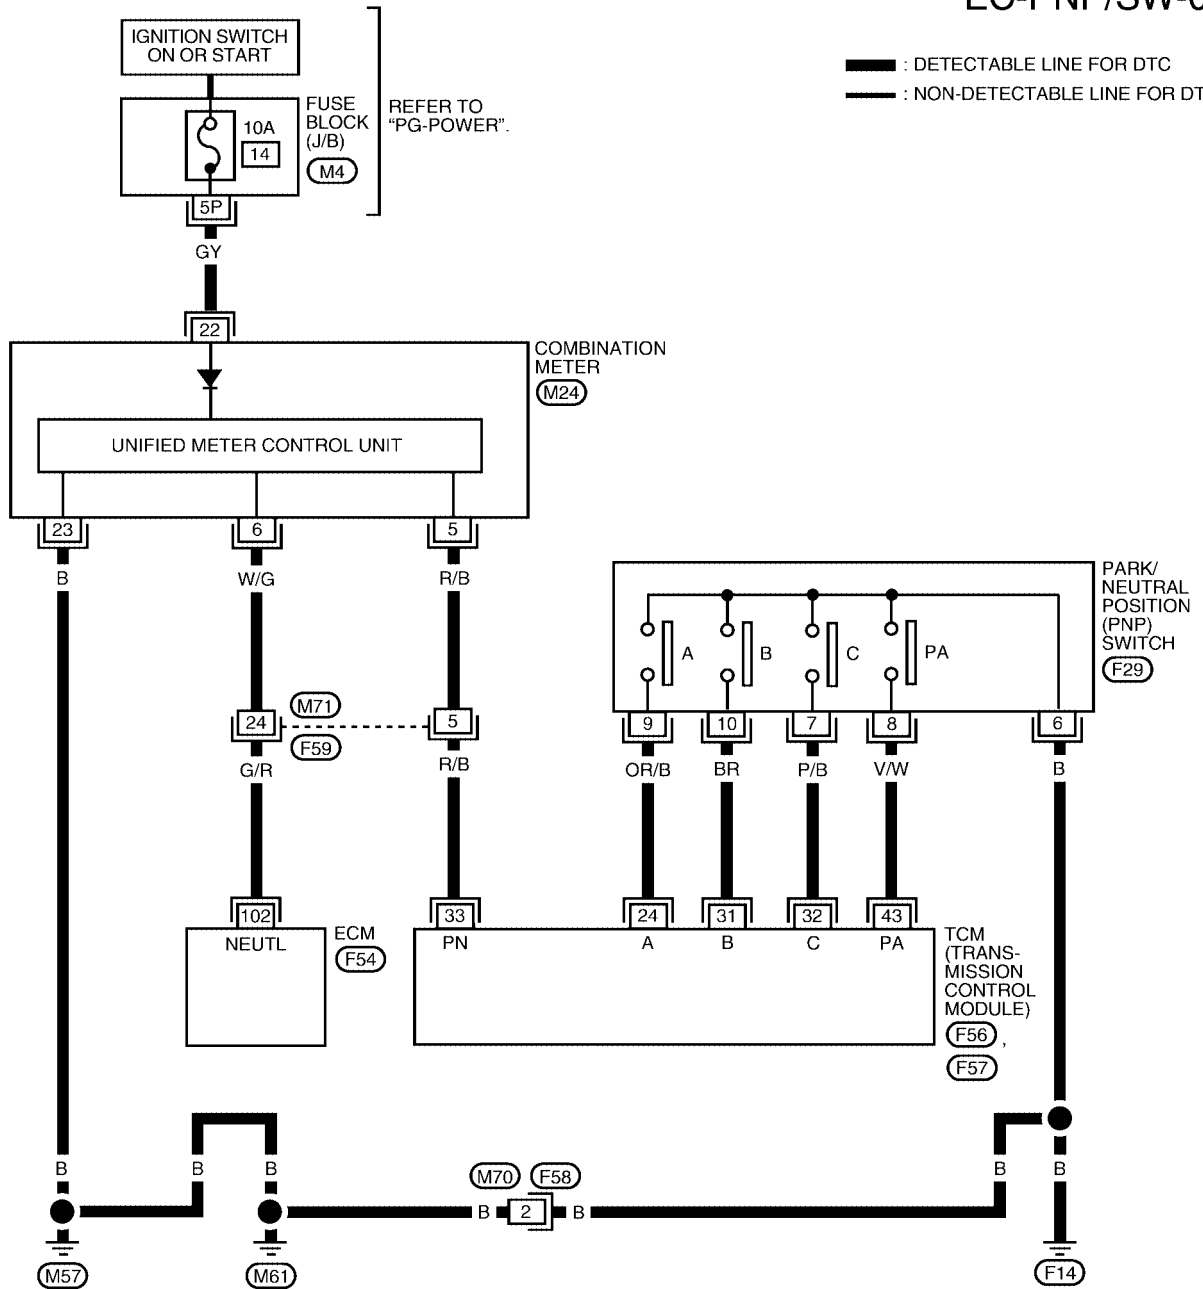 EC-PNP/SW-0
: DETECTABLE LINE FOR DTC
: NON-DETECTABLE LINE FOR DT
IGNITION SWITCH
ON OR START
FUSE
BLOCK
(J/B)
M4
10A
14
REFER TO
“PG-POWER”.
5P
GY
22
COMBINATION
METER
M24
UNIFIED METER CONTROL UNIT
23
6
5
B
W/G
R/B
PARK/
NEUTRAL
POSITION
(PNP)
SWITCH
F29
A
B
C
PA
M71
24
5
F59
9
10
7
8
6
G/R
R/B
OR/B
BR
P/B
V/W
B
102
33
24
31
32
43
NEUTL
ECM
F54
PN
A
B
C
PA
TCM
(TRANS-
MISSION
CONTROL
MODULE)
F56 ,
F57
B
B
B
M70
F58
B
B
B
2
B
M57
M61
F14